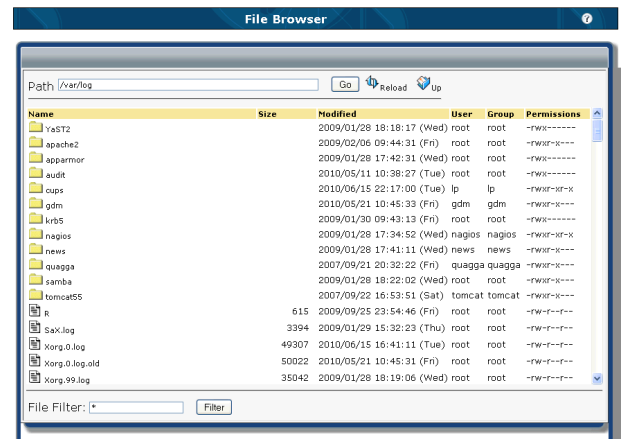 File Browser
Path /var/log Go Reload Up
Name Size Modified User Group Permissions
YaST2 2009/01/28 18:18:17 (Wed) root root -rwx------
apache2 2009/02/06 09:44:31 (Fri) root root -rwxr-x---
apparmor 2009/01/28 17:42:31 (Wed) root root -rwx------
audit 2010/05/11 10:38:27 (Tue) root root -rwx------
cups 2010/06/15 22:17:00 (Tue) lp lp -rwxr-xr-x
gdm 2010/05/21 10:45:33 (Fri) gdm gdm -rwxr-x---
krb5 2009/01/30 09:43:13 (Fri) root root -rwx------
nagios 2009/01/28 17:34:52 (Wed) nagios nagios -rwxr-xr-x
news 2009/01/28 17:41:11 (Wed) news news -rwxr-x---
quagga 2007/09/21 20:32:22 (Fri) quagga quagga -rwxr-x---
samba 2009/01/28 18:22:02 (Wed) root root -rwxr-x---
tomcat55 2007/09/22 16:53:51 (Sat) tomcat tomcat -rwxr-x---
R 615 2009/09/25 23:54:46 (Fri) root root -rw-r--r--
SaX.log 3394 2009/01/29 15:32:23 (Thu) root root -rw-r--r--
Xorg.0.log 49307 2010/06/15 16:41:11 (Tue) root root -rw-r--r--
Xorg.0.log.old 50022 2010/05/21 10:45:31 (Fri) root root -rw-r--r--
Xorg.99.log 35042 2009/01/28 18:19:06 (Wed) root root -rw-r--r--
File Filter: * Filter